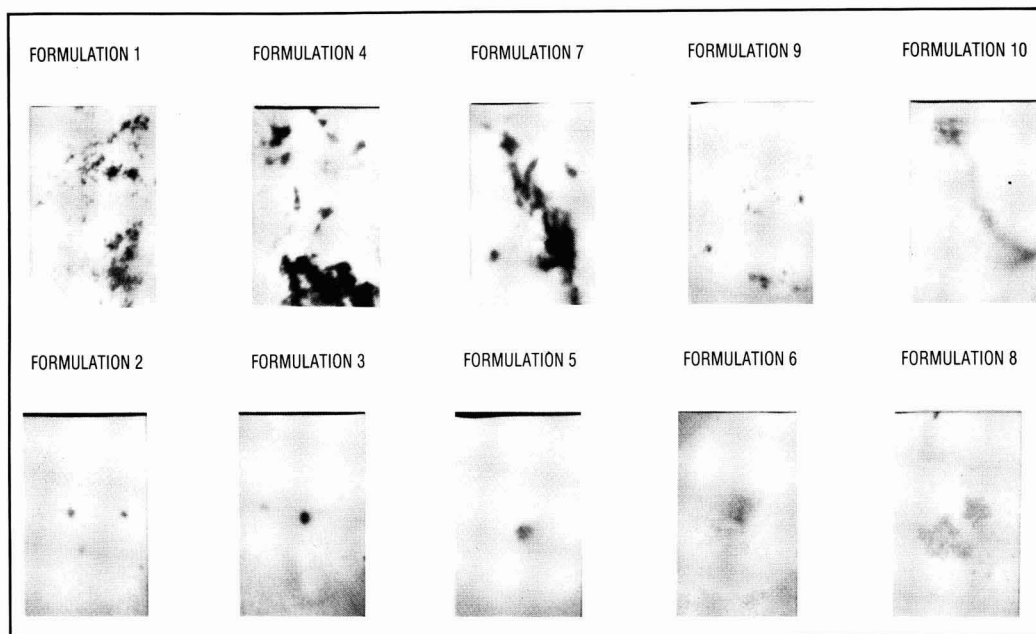 FORMULATION 1
FORMULATION 4
FORMULATION 7
FORMULATION 9
FORMULATION 10
FORMULATION 2
FORMULATION 3
FORMULATION 5
FORMULATION 6
FORMULATION 8